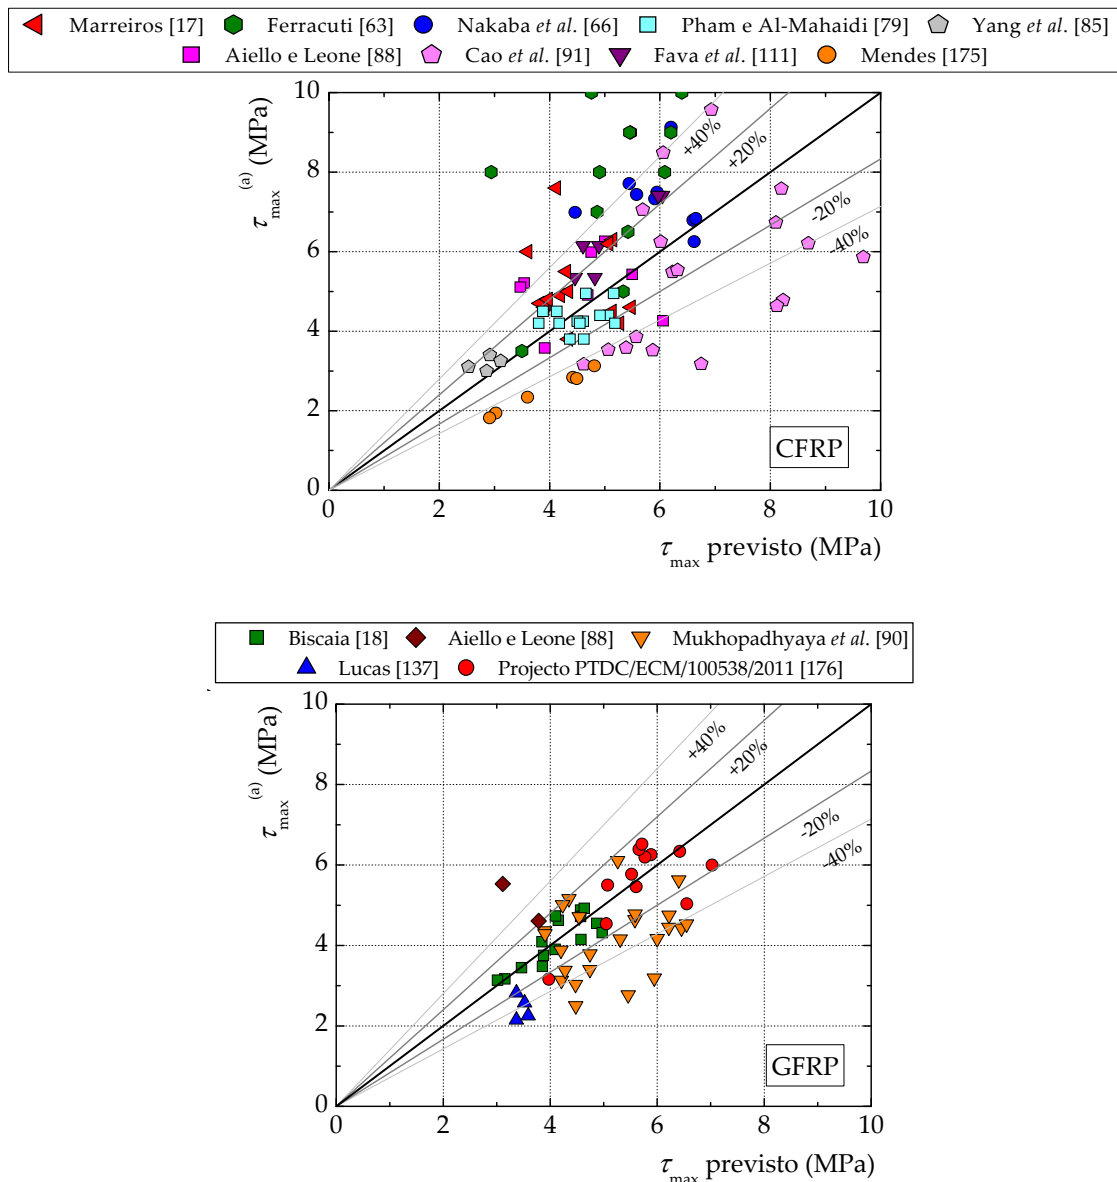 Marreiros [17] Ferracuti [63] Nakaba et al. [66] Pham e Al-Mahaidi [79] Yang et al. [85]
Aiello e Leone [88] Cao et al. [91] Fava et al. [111] Mendes [175]
10
8
6
4
2
0
τmax(a) (MPa)
+40%
+20%
-20%
-40%
CFRP
0 2 4 6 8 10
τmax previsto (MPa)
Biscaia [18] Aiello e Leone [88] Mukhopadhyaya et al. [90]
Lucas [137] Projecto PTDC/ECM/100538/2011 [176]
10
8
6
4
2
0
τmax(a) (MPa)
+40%
+20%
-20%
-40%
GFRP
0 2 4 6 8 10
τmax previsto (MPa)